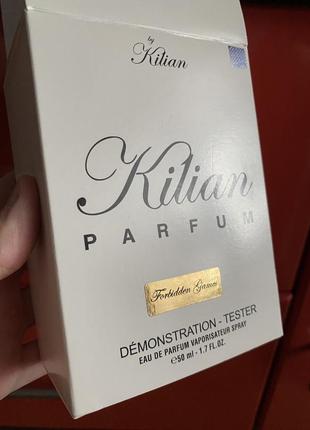 by
Kilian
Kilian
PARFUM
Forbidden Games
DÉMONSTRATION - TESTER
EAU DE PARFUM VAPORISATEUR SPRAY
℮50 ml - 1.7 FL.OZ.